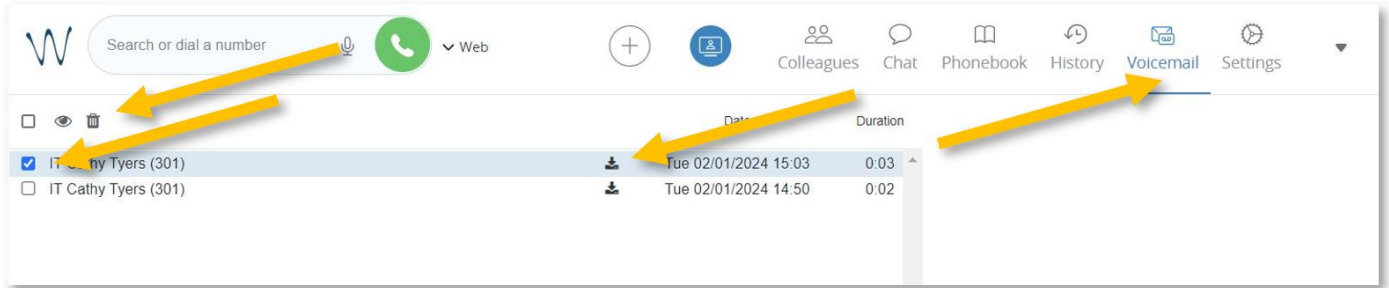 Search or dial a number
Web
Colleagues Chat Phonebook History Voicemail Settings
Duration
IT Cathy Tyers (301) Tue 02/01/2024 15:03 0:03
IT Cathy Tyers (301) Tue 02/01/2024 14:50 0:02